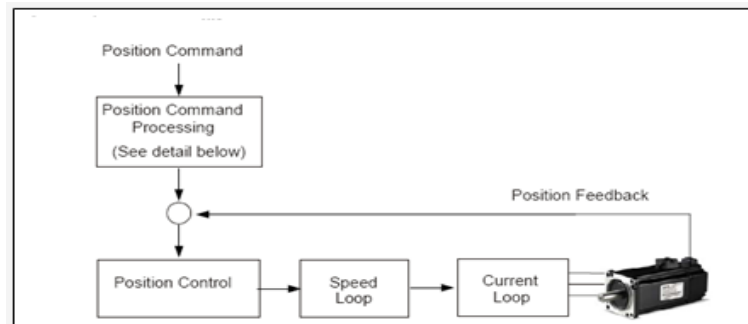 Position Command
Position Command
Processing
(See detail below)
Position Feedback
Position Control
Speed
Loop
Current
Loop